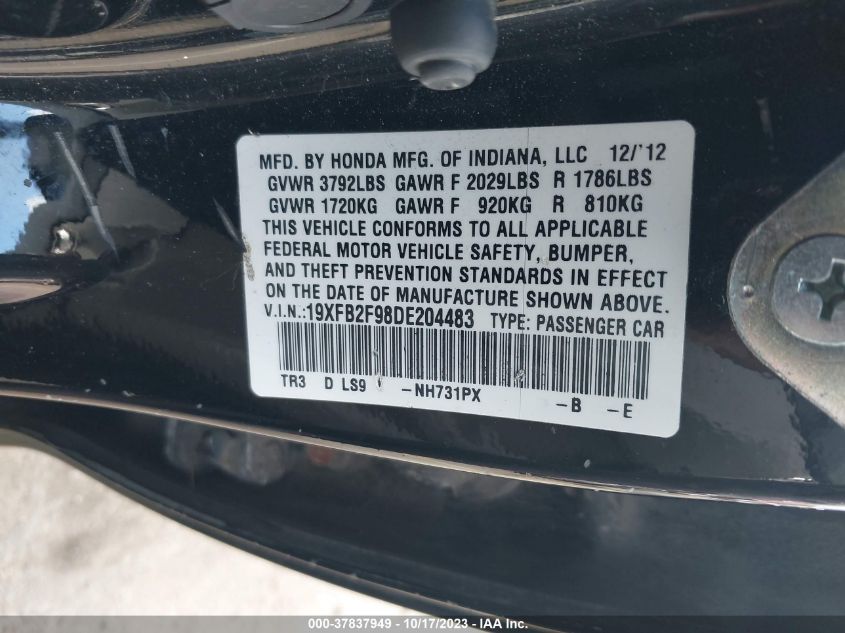 MFD. BY HONDA MFG. OF INDIANA, LLC 12/'12
GVWR 3792LBS GAWR F 2029LBS R 1786LBS
GVWR 1720KG GAWR F 920KG R 810KG
THIS VEHICLE CONFORMS TO ALL APPLICABLE
FEDERAL MOTOR VEHICLE SAFETY, BUMPER,
AND THEFT PREVENTION STANDARDS IN EFFECT
ON THE DATE OF MANUFACTURE SHOWN ABOVE.
V.I.N.:19XFB2F98DE204483 TYPE: PASSENGER CAR
TR3 D LS9 -NH731PX -B -E
000-37837949 - 10/17/2023 - IAA Inc.